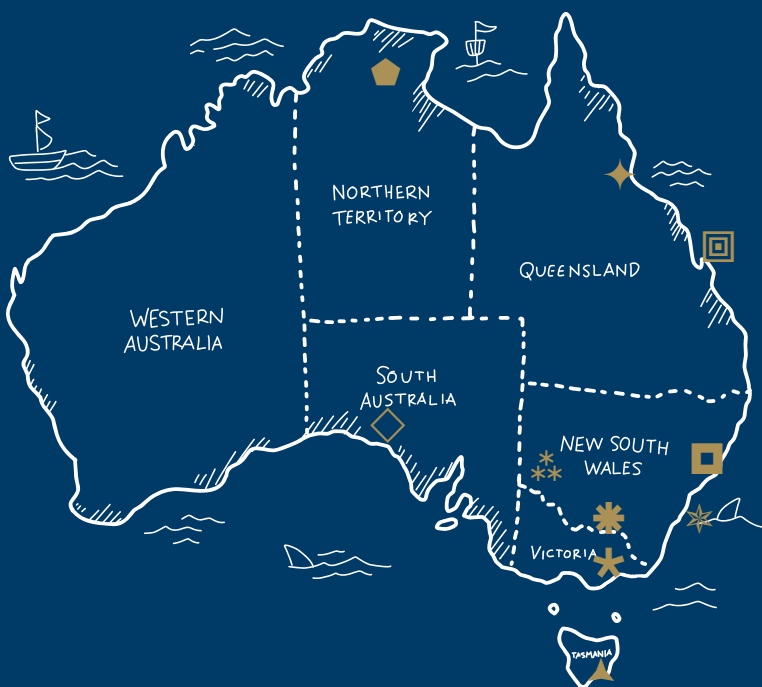 NORTHERN
TERRITORY
QUEENSLAND
WESTERN
AUSTRALIA
SOUTH
AUSTRALIA
NEW SOUTH
WALES
VICTORIA
TASMANIA